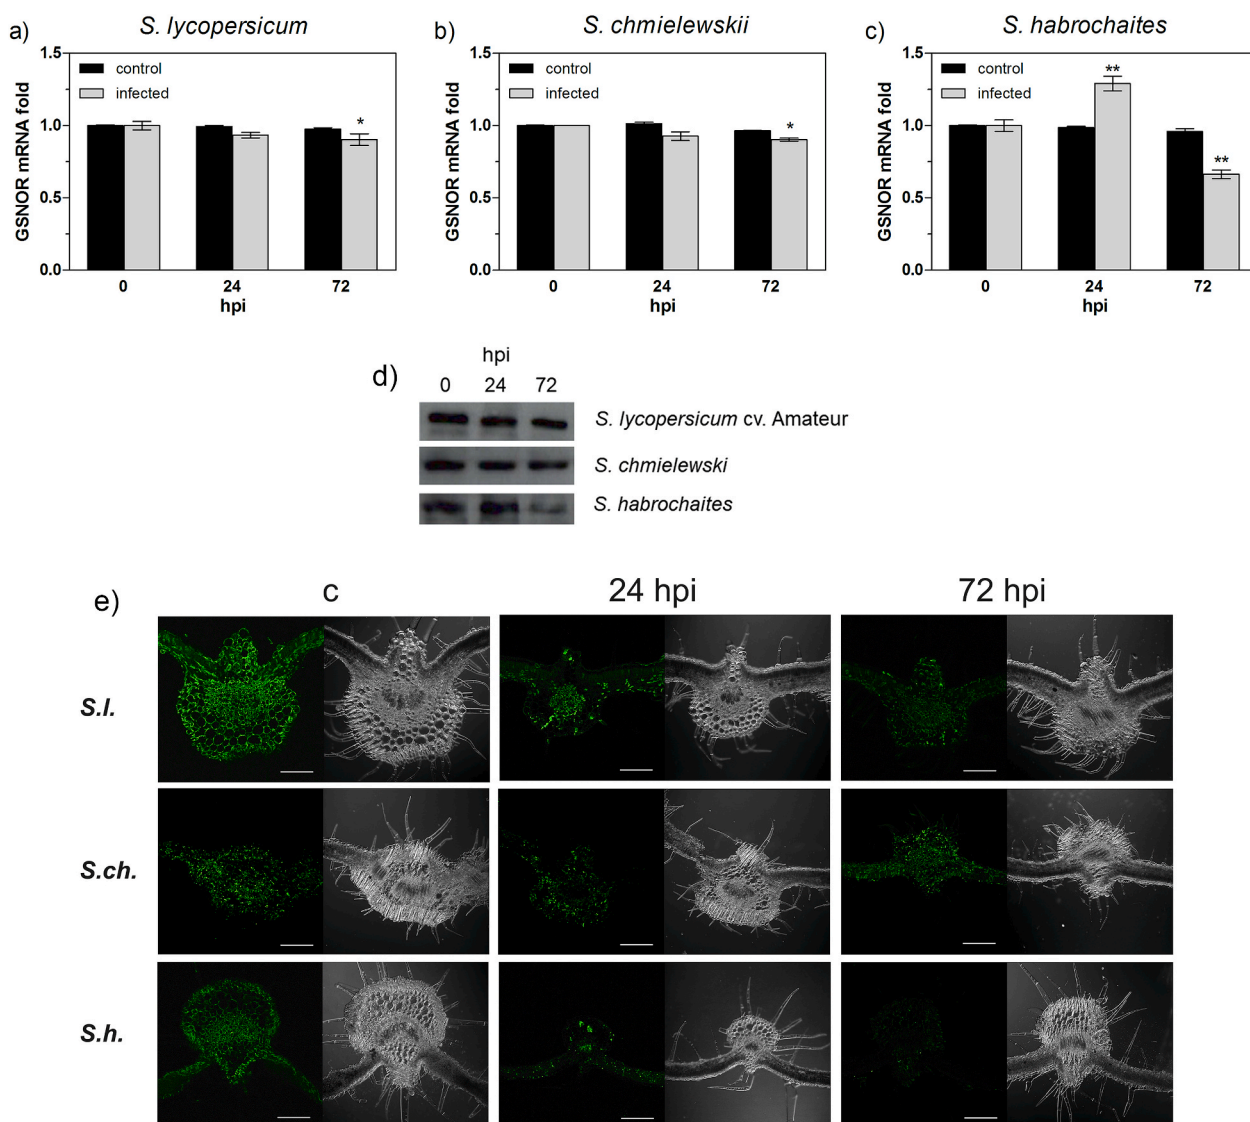 a)
S. lycopersicum
1.5
1.0
0.5
0.0
GSNOR mRNA fold
control
infected
*
0
24
72
hpi
b)
S. chmielewskii
1.5
1.0
0.5
0.0
GSNOR mRNA fold
control
infected
*
0
24
72
hpi
c)
S. habrochaites
1.5
1.0
0.5
0.0
GSNOR mRNA fold
control
infected
**
**
0
24
72
hpi
d)
hpi
0 24 72
S. lycopersicum cv. Amateur
S. chmielewski
S. habrochaites
e)
c
24 hpi
72 hpi
S.l.
S.ch.
S.h.